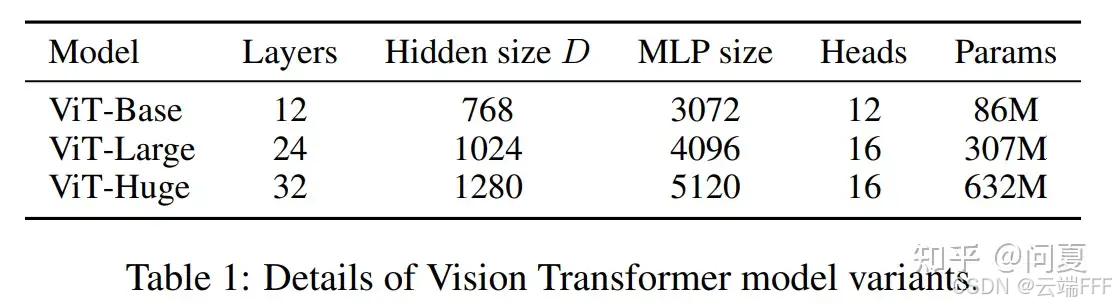 Model Layers Hidden size D MLP size Heads Params
ViT-Base 12 768 3072 12 86M
ViT-Large 24 1024 4096 16 307M
ViT-Huge 32 1280 5120 16 632M
Table 1: Details of Vision Transformer model variants.
知乎 @问夏
CSDN @云端FFF